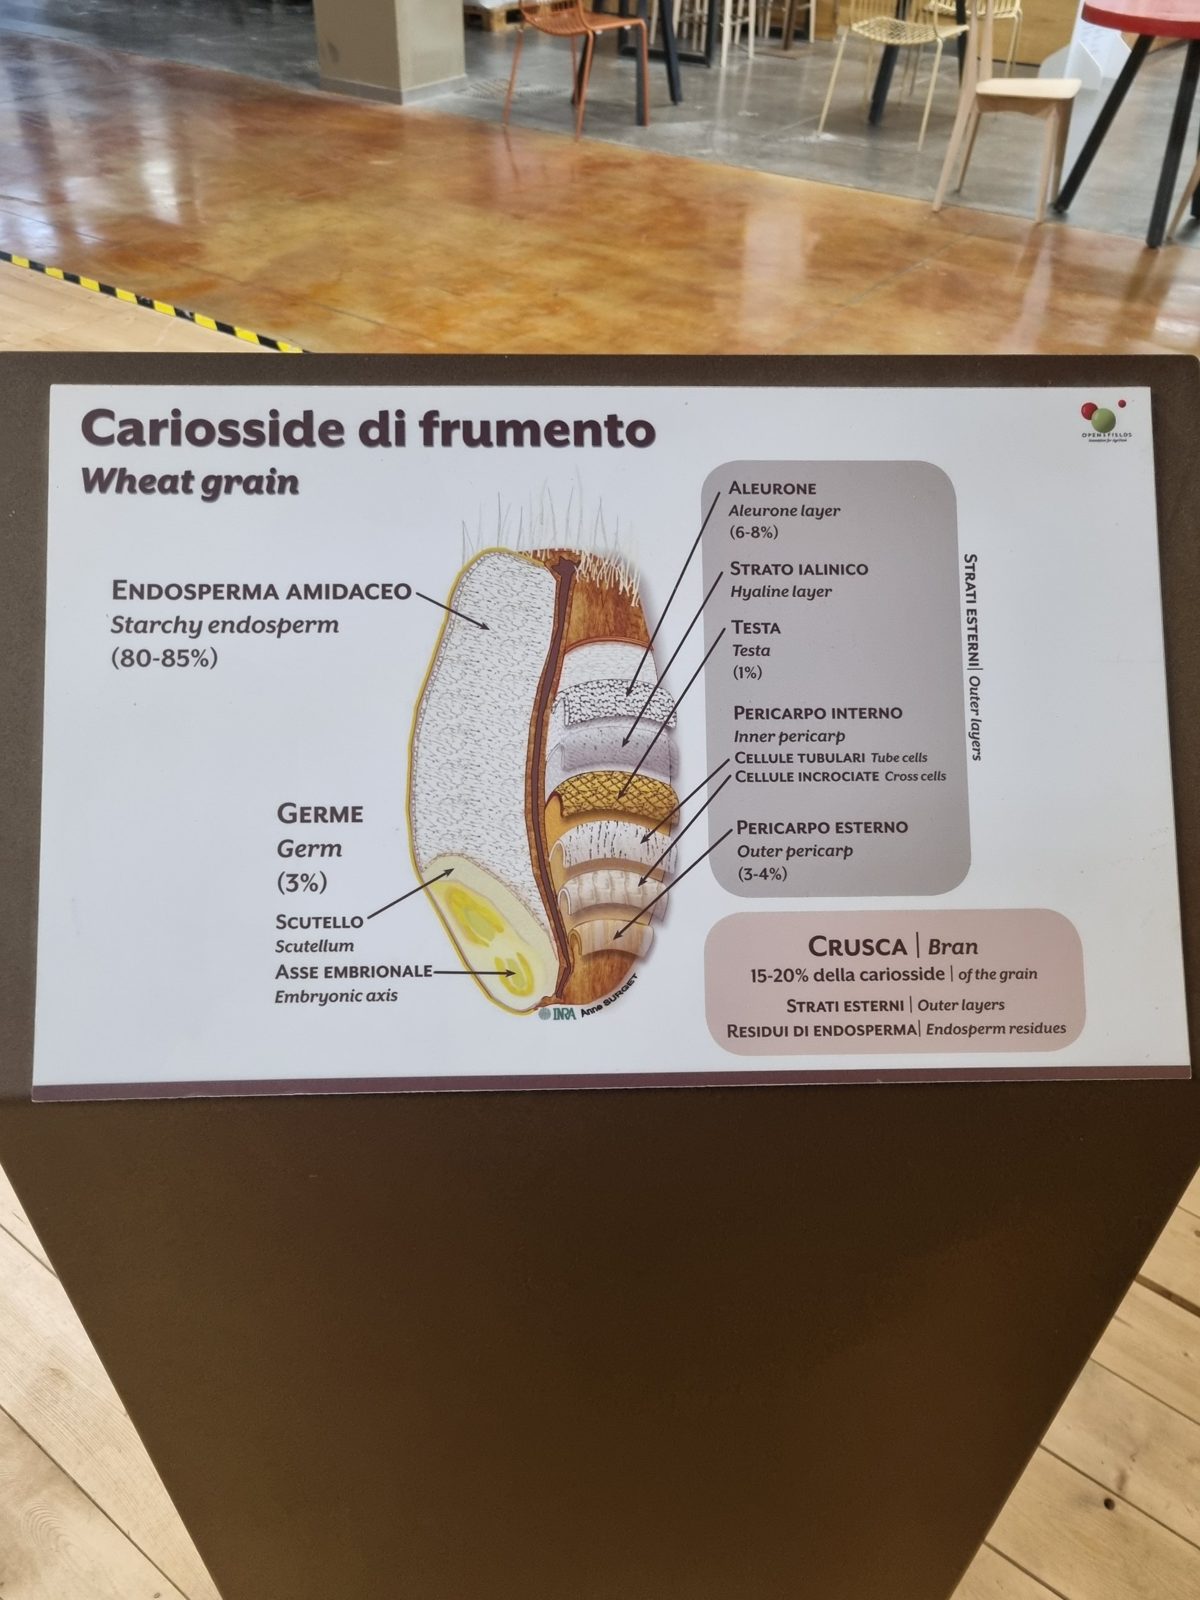 Cariosside di frumento
Wheat grain
OPENFIELDS
ENDOSPERMA AMIDACEO
Starchy endosperm
(80-85%)
GERME
Germ
(3%)
SCUTELLO
Scutellum
ASSE EMBRIONALE
Embryonic axis
INRA Anne SURGET
ALEURONE
Aleurone layer
(6-8%)
STRATO IALINICO
Hyaline layer
TESTA
Testa
(1%)
PERICARPO INTERNO
Inner pericarp
CELLULE TUBULARI Tube cells
CELLULE INCROCIATE Cross cells
PERICARPO ESTERNO
Outer pericarp
(3-4%)
STRATI ESTERNI | Outer layers
CRUSCA | Bran
15-20% della cariosside | of the grain
STRATI ESTERNI | Outer layers
RESIDUI DI ENDOSPERMA | Endosperm residues